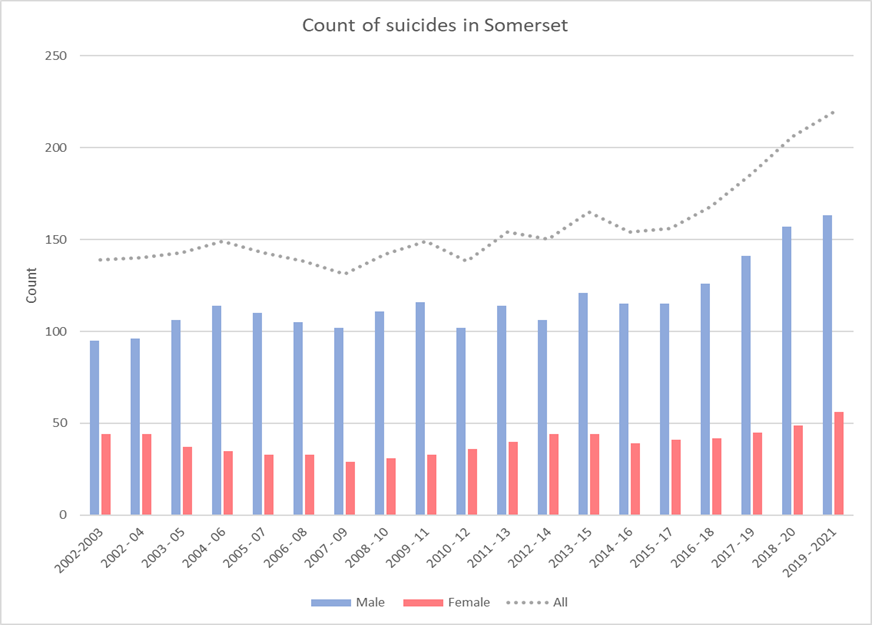 Count of suicides in Somerset
250
200
150
100
50
0
Count
2002-2003
2002 - 04
2003 - 05
2004 - 06
2005 - 07
2006 - 08
2007 - 09
2008 - 10
2009 - 11
2010 - 12
2011 - 13
2012 - 14
2013 - 15
2014 - 16
2015 - 17
2016 - 18
2017 - 19
2018 - 20
2019 - 2021
Male Female All